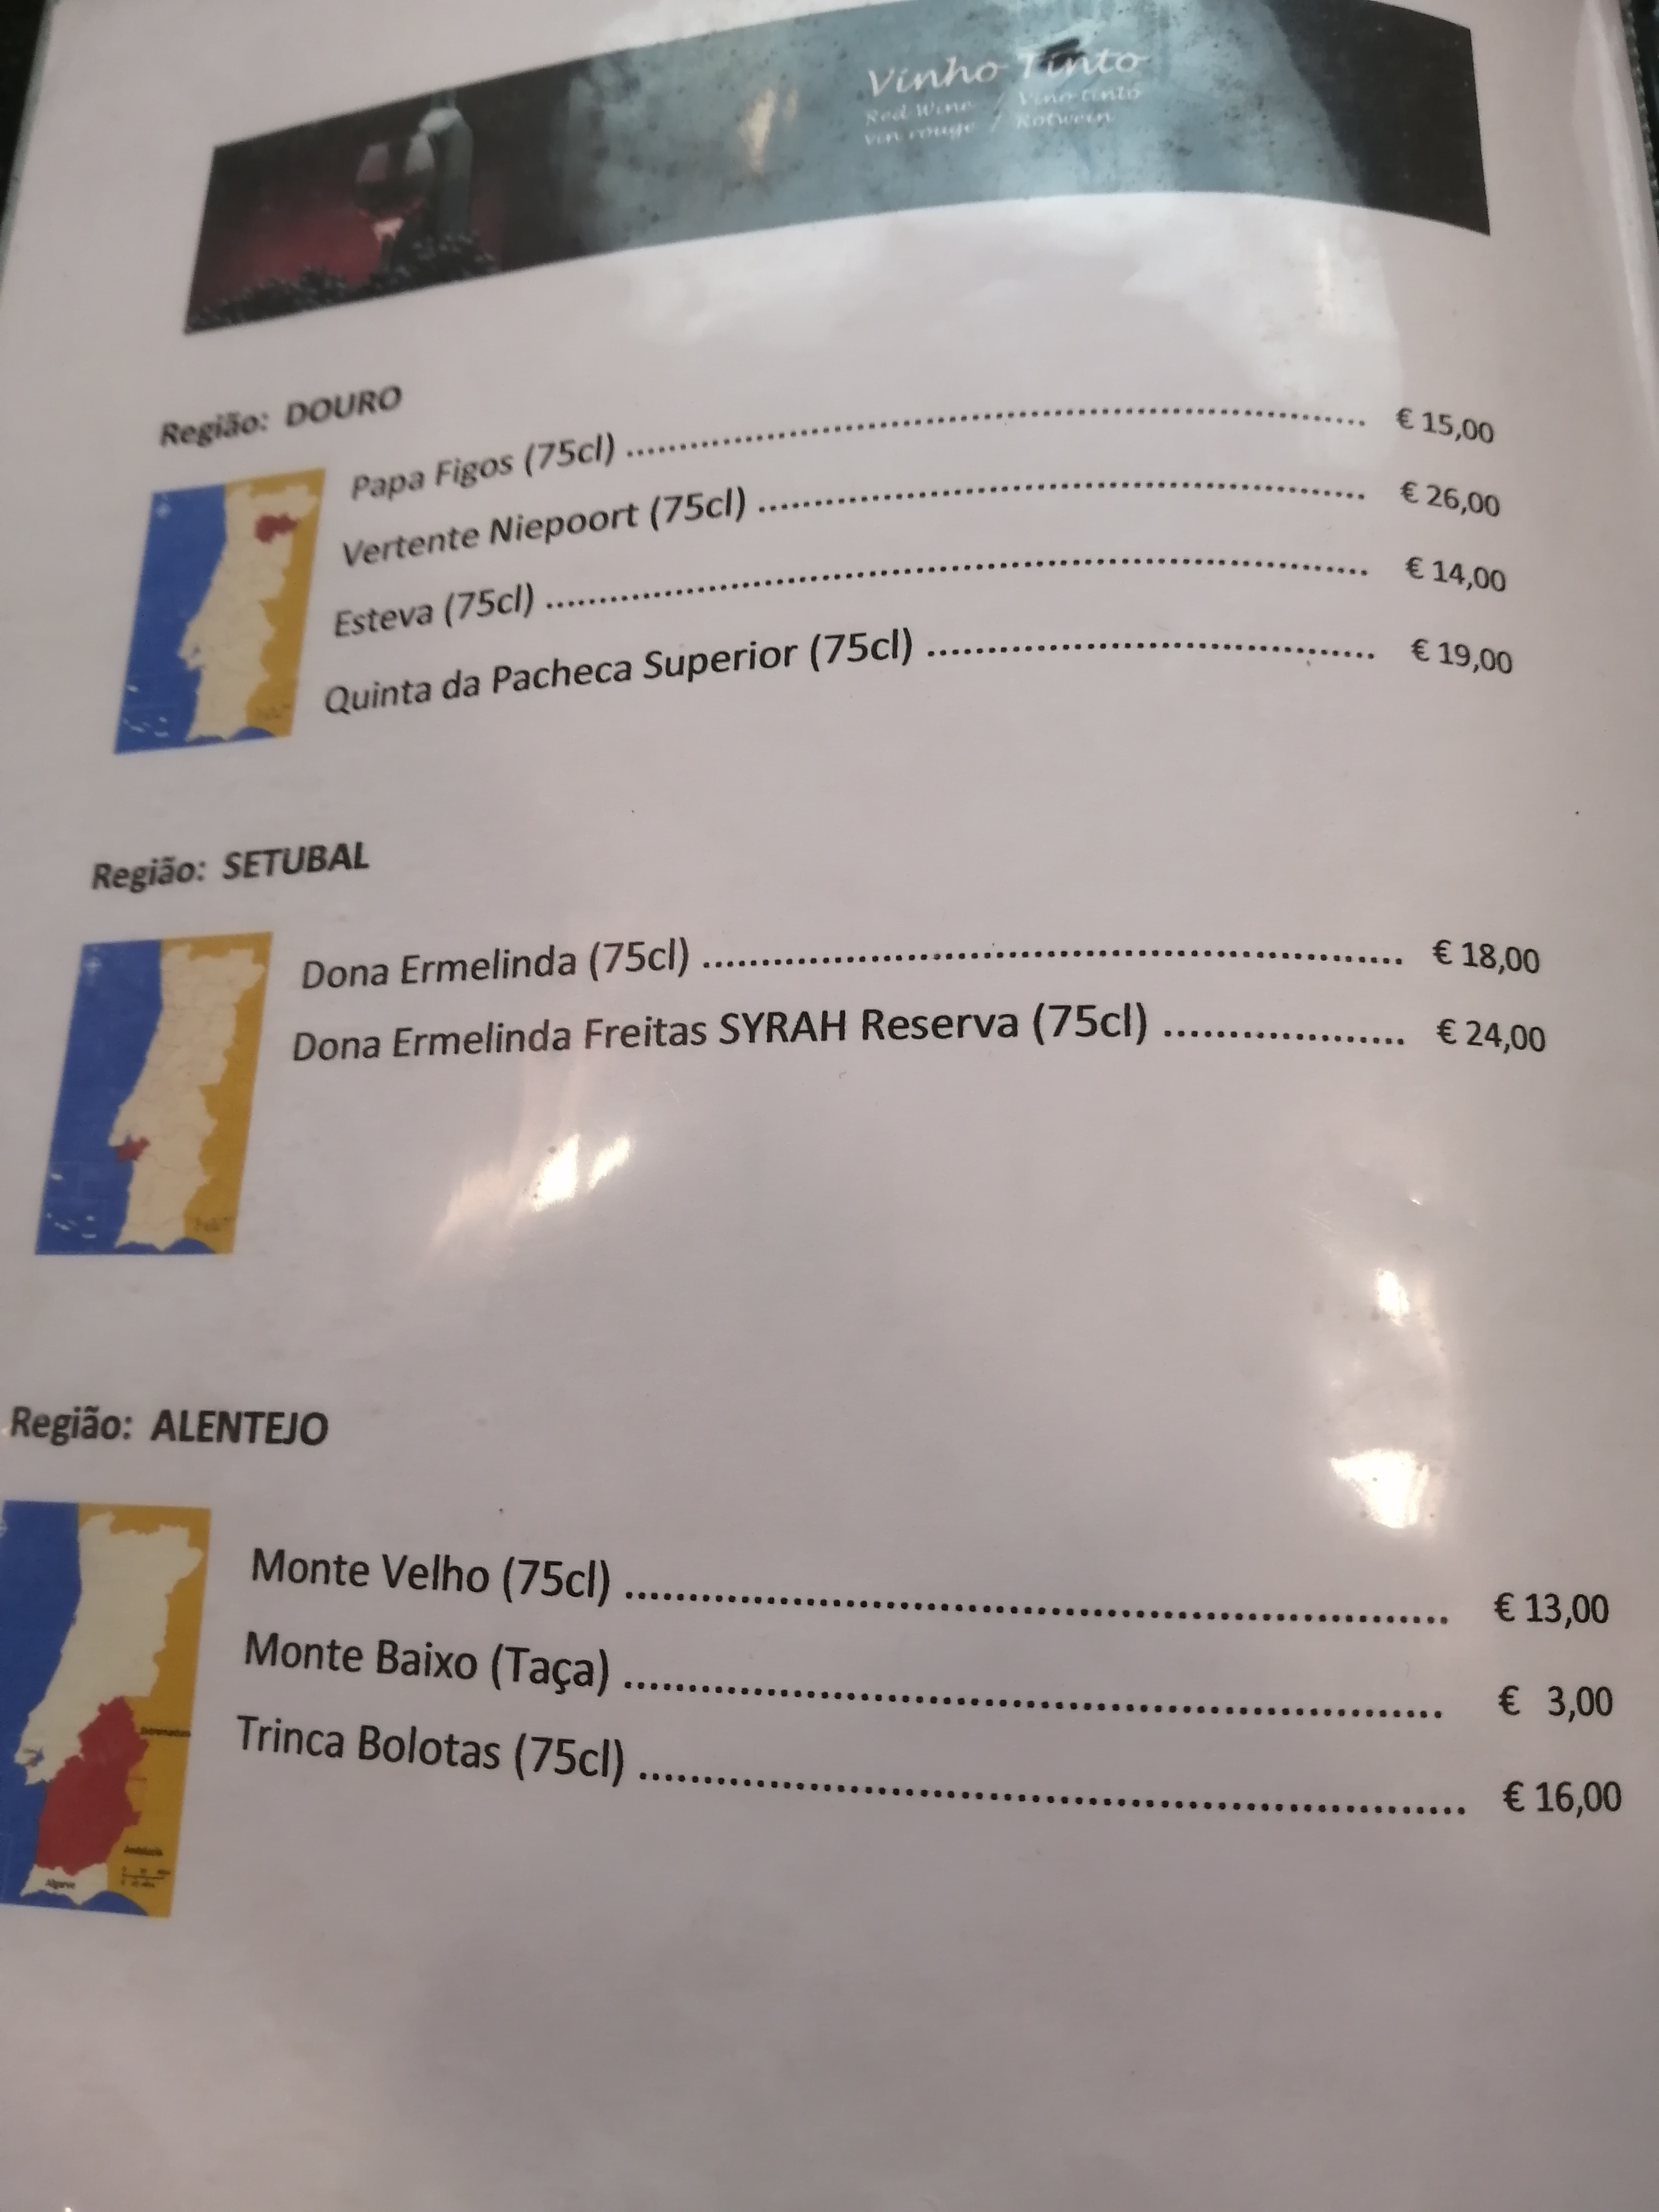 Vinho Tinto
Red Wine / Vino tinto
vin rouge / Rotwein
Região: DOURO
Papa Figos (75cl) ........................................................ € 15,00
Vertente Niepoort (75cl) ........................................................ € 26,00
Esteva (75cl) ........................................................ € 14,00
Quinta da Pacheca Superior (75cl) ........................................ € 19,00
Região: SETUBAL
Dona Ermelinda (75cl) ........................................................ € 18,00
Dona Ermelinda Freitas SYRAH Reserva (75cl) ................... € 24,00
Região: ALENTEJO
Monte Velho (75cl) ........................................................ € 13,00
Monte Baixo (Taça) ........................................................ € 3,00
Trinca Bolotas (75cl) ........................................................ € 16,00
Extremadura
Andalucia
Algarve